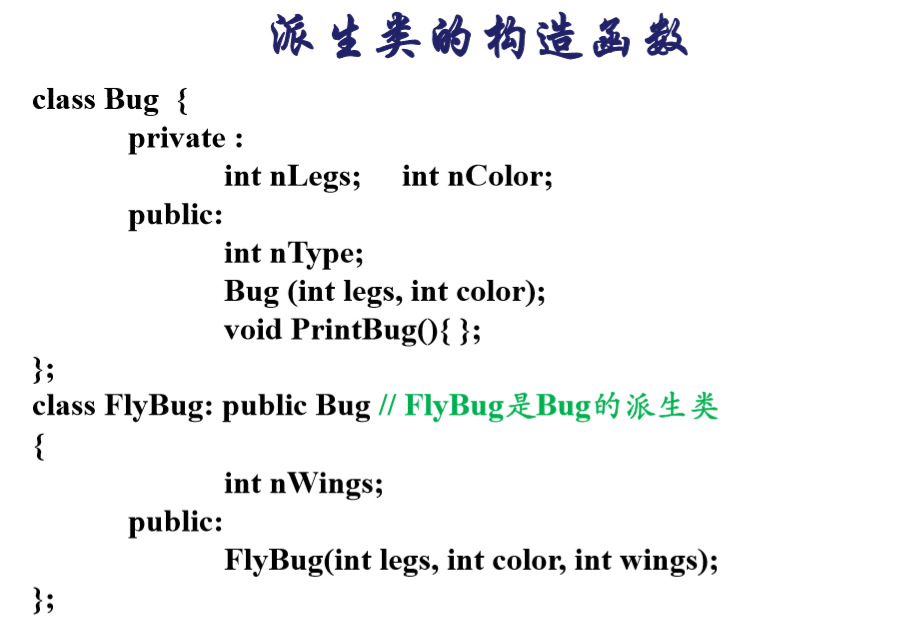 派生类的构造函数
class Bug {
private :
int nLegs; int nColor;
public:
int nType;
Bug (int legs, int color);
void PrintBug(){ };
};
class FlyBug: public Bug // FlyBug是Bug的派生类
{
int nWings;
public:
FlyBug(int legs, int color, int wings);
};